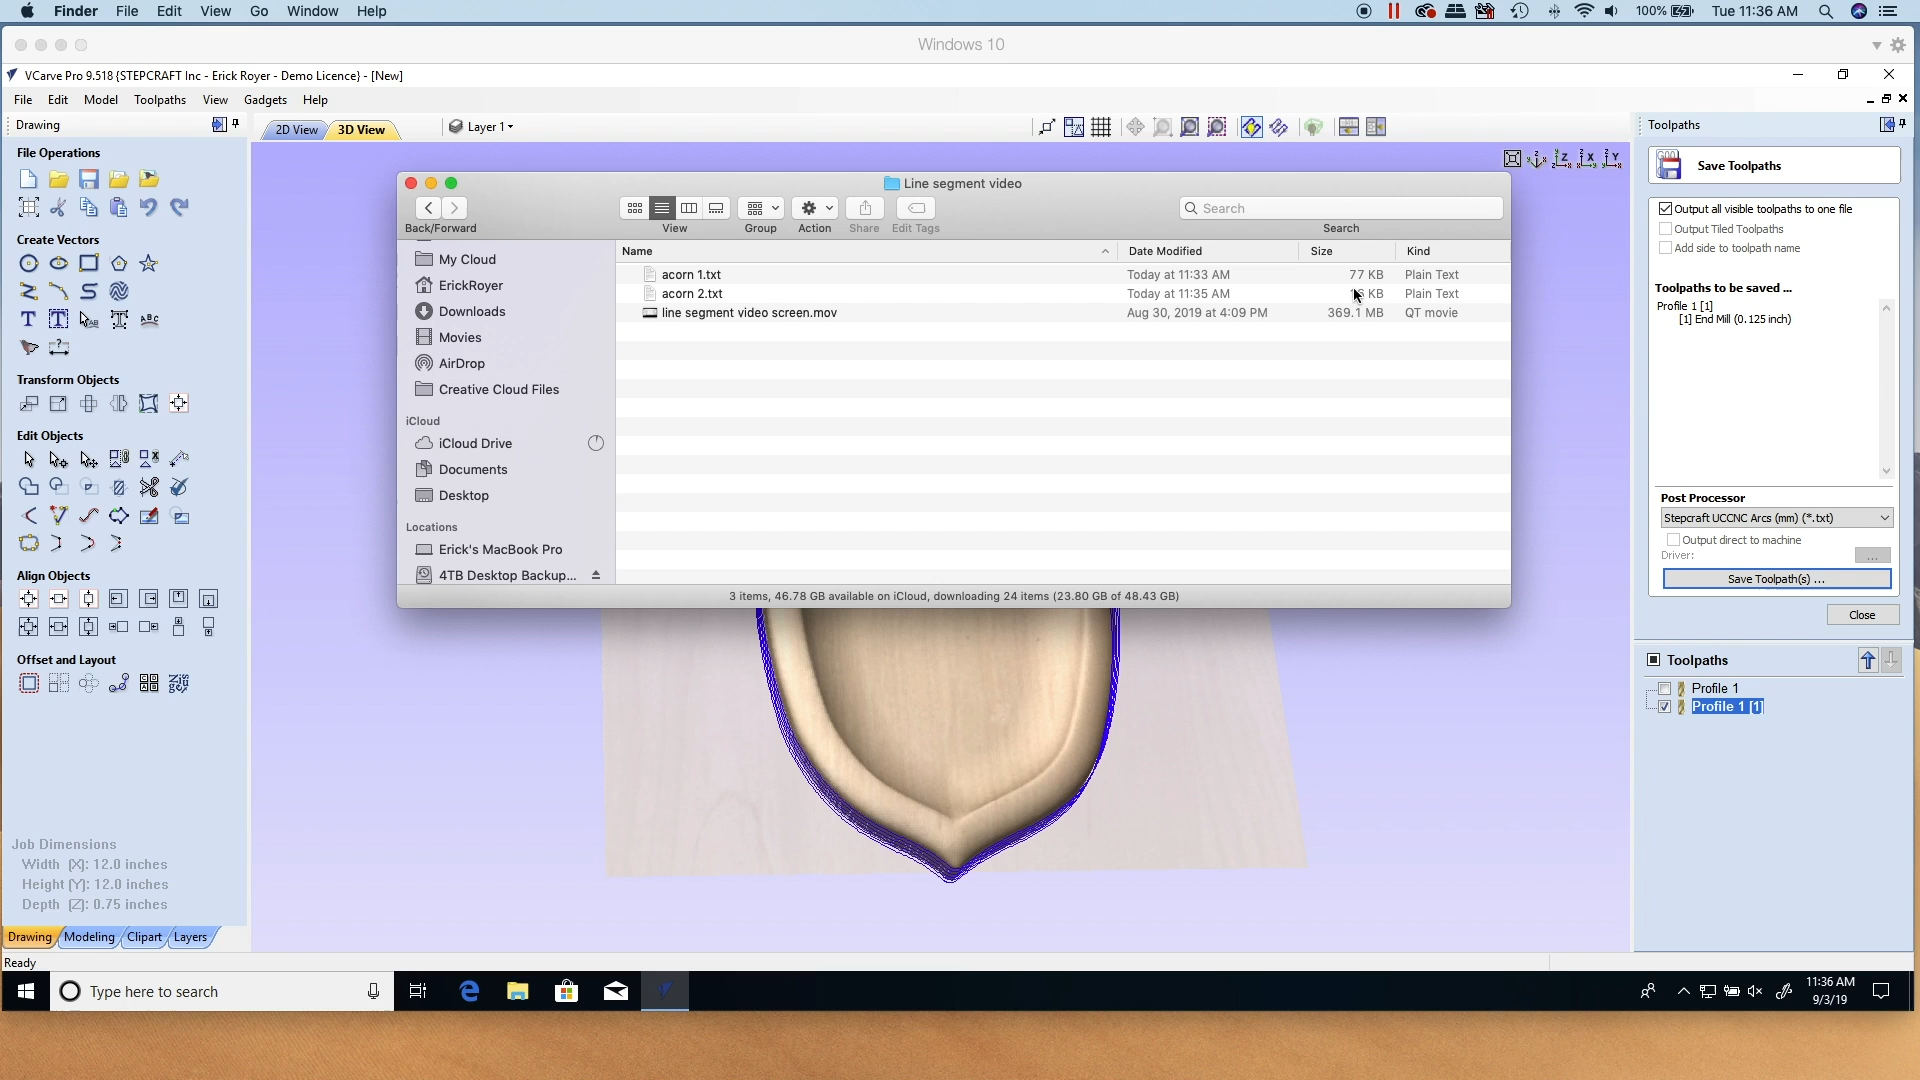 Finder File Edit View Go Window Help
100% Tue 11:36 AM
Windows 10
VCarve Pro 9.518 {STEPCRAFT Inc - Erick Royer - Demo Licence} - [New]
File Edit Model Toolpaths View Gadgets Help
Drawing
2D View 3D View Layer 1
Toolpaths
File Operations
Save Toolpaths
Line segment video
Search
Back/Forward View Group Action Share Edit Tags Search
Output all visible toolpaths to one file
Output Tiled Toolpaths
Add side to toolpath name
Create Vectors
Name Date Modified Size Kind
My Cloud
ErickRoyer
Downloads
Movies
AirDrop
Creative Cloud Files
iCloud
iCloud Drive
Documents
Desktop
Locations
Erick's MacBook Pro
4TB Desktop Backup...
acorn 1.txt Today at 11:33 AM 77 KB Plain Text
acorn 2.txt Today at 11:35 AM KB Plain Text
line segment video screen.mov Aug 30, 2019 at 4:09 PM 369.1 MB QT movie
3 items, 46.78 GB available on iCloud, downloading 24 items (23.80 GB of 48.43 GB)
Toolpaths to be saved ...
Profile 1 [1]
[1] End Mill (0.125 inch)
Transform Objects
Edit Objects
Post Processor
Stepcraft UCCNC Arcs (mm) (*.txt)
Output direct to machine
Driver: ...
Save Toolpath(s) ...
Close
Align Objects
Offset and Layout
Toolpaths
Profile 1
Profile 1 [1]
Job Dimensions
Width (X): 12.0 inches
Height (Y): 12.0 inches
Depth (Z): 0.75 inches
Drawing Modeling Clipart Layers
Ready
Type here to search
11:36 AM
9/3/19